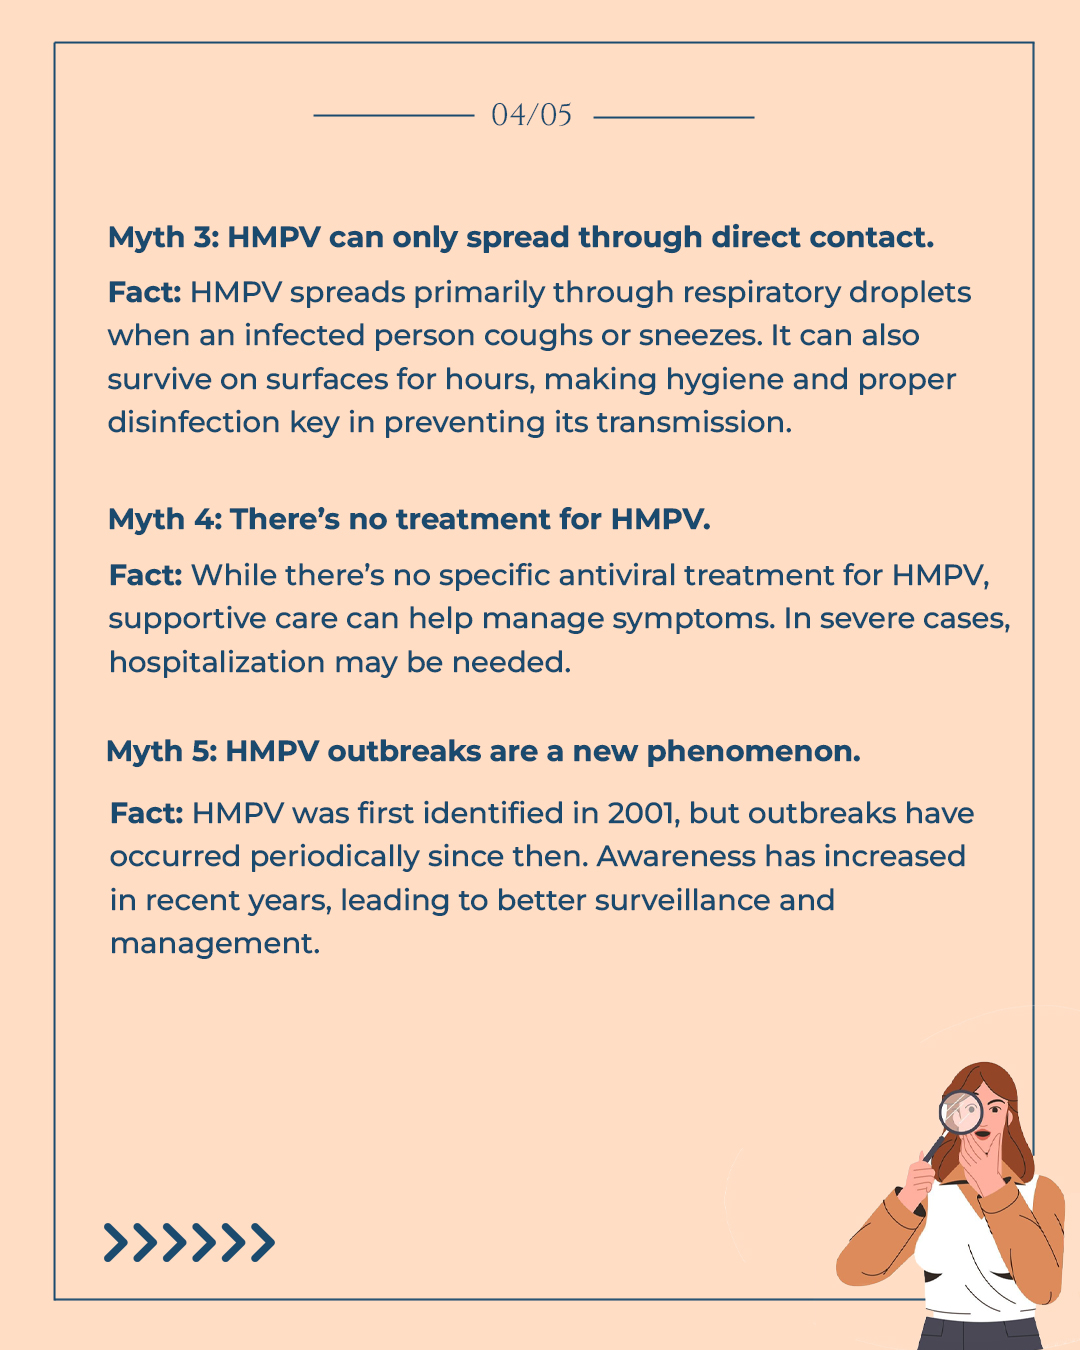 04/05
Myth 3: HMPV can only spread through direct contact.
Fact: HMPV spreads primarily through respiratory droplets
when an infected person coughs or sneezes. It can also
survive on surfaces for hours, making hygiene and proper
disinfection key in preventing its transmission.
Myth 4: There’s no treatment for HMPV.
Fact: While there’s no specific antiviral treatment for HMPV,
supportive care can help manage symptoms. In severe cases,
hospitalization may be needed.
Myth 5: HMPV outbreaks are a new phenomenon.
Fact: HMPV was first identified in 2001, but outbreaks have
occurred periodically since then. Awareness has increased
in recent years, leading to better surveillance and
management.